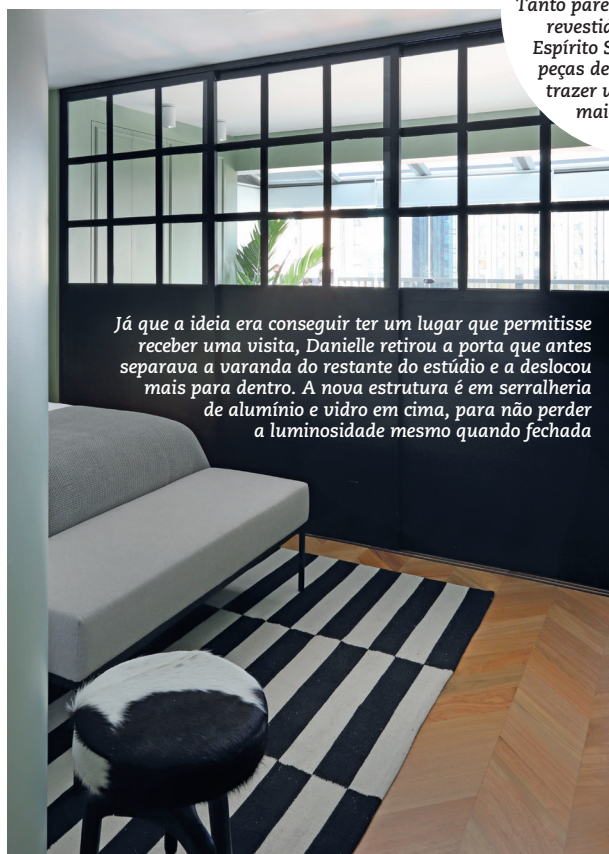 Tanto pare
revestid
Espírito S
peças de
trazer u
mai
Já que a ideia era conseguir ter um lugar que permitisse
receber uma visita, Danielle retirou a porta que antes
separava a varanda do restante do estúdio e a deslocou
mais para dentro. A nova estrutura é em serralheria
de alumínio e vidro em cima, para não perder
a luminosidade mesmo quando fechada